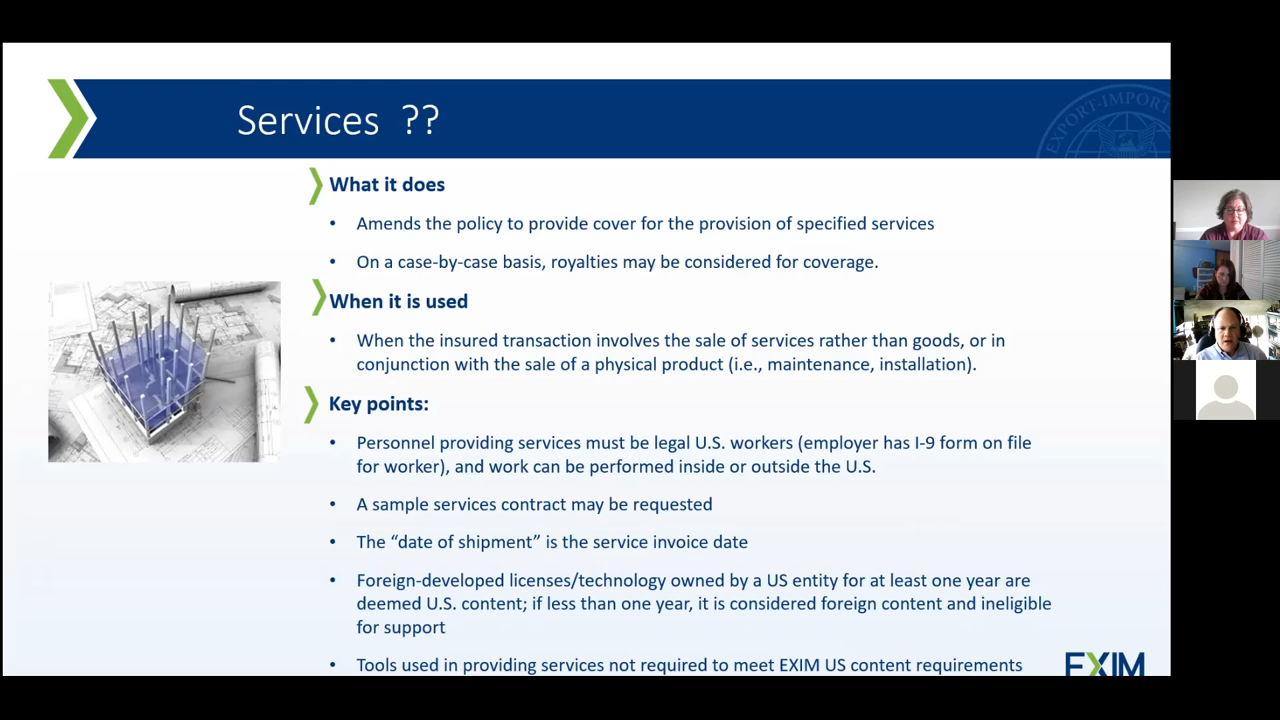 Services ??
EXPORT-IMPORT
What it does
• Amends the policy to provide cover for the provision of specified services
• On a case-by-case basis, royalties may be considered for coverage.
When it is used
• When the insured transaction involves the sale of services rather than goods, or in
conjunction with the sale of a physical product (i.e., maintenance, installation).
Key points:
• Personnel providing services must be legal U.S. workers (employer has I-9 form on file
for worker), and work can be performed inside or outside the U.S.
• A sample services contract may be requested
• The “date of shipment” is the service invoice date
• Foreign-developed licenses/technology owned by a US entity for at least one year are
deemed U.S. content; if less than one year, it is considered foreign content and ineligible
for support
• Tools used in providing services not required to meet EXIM US content requirements
EXIM